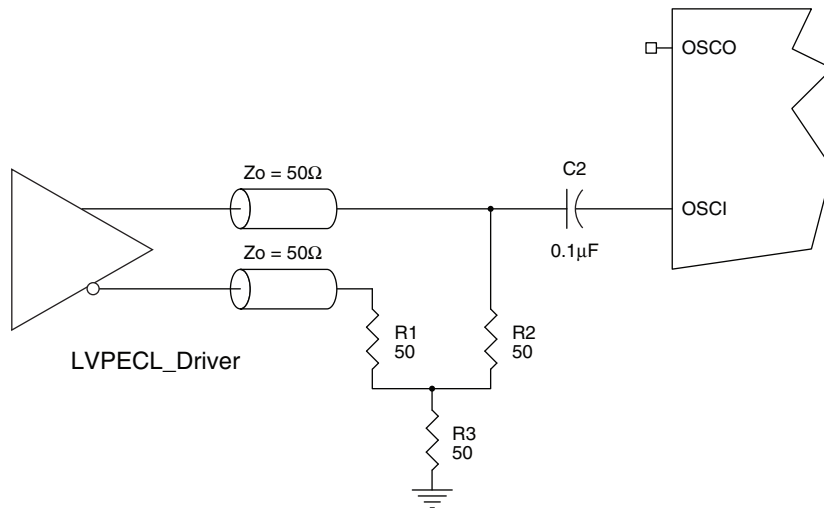 OSCO
Zo = 50Ω
C2
OSCI
0.1μF
Zo = 50Ω
R1
50
R2
50
LVPECL_Driver
R3
50